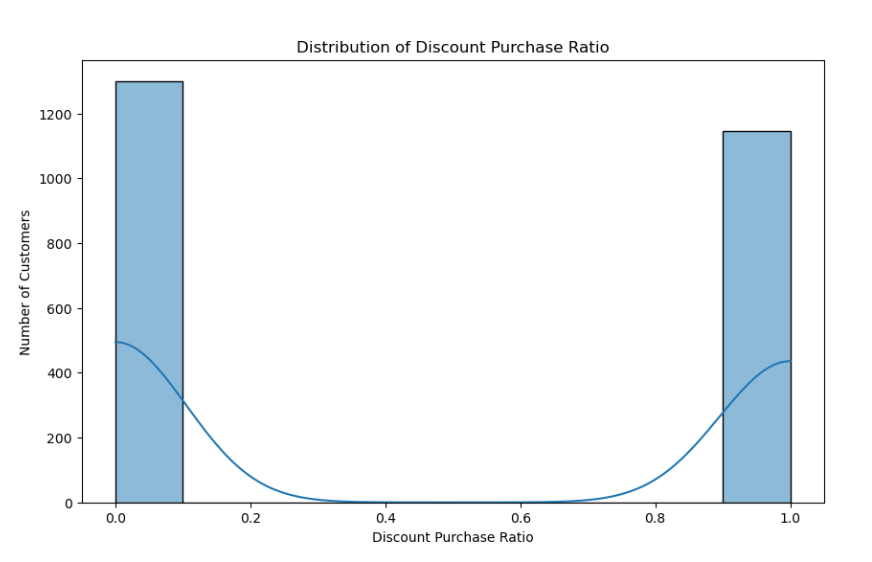 Distribution of Discount Purchase Ratio
1200
1000
800
600
400
200
0
Number of Customers
0.0 0.2 0.4 0.6 0.8 1.0
Discount Purchase Ratio